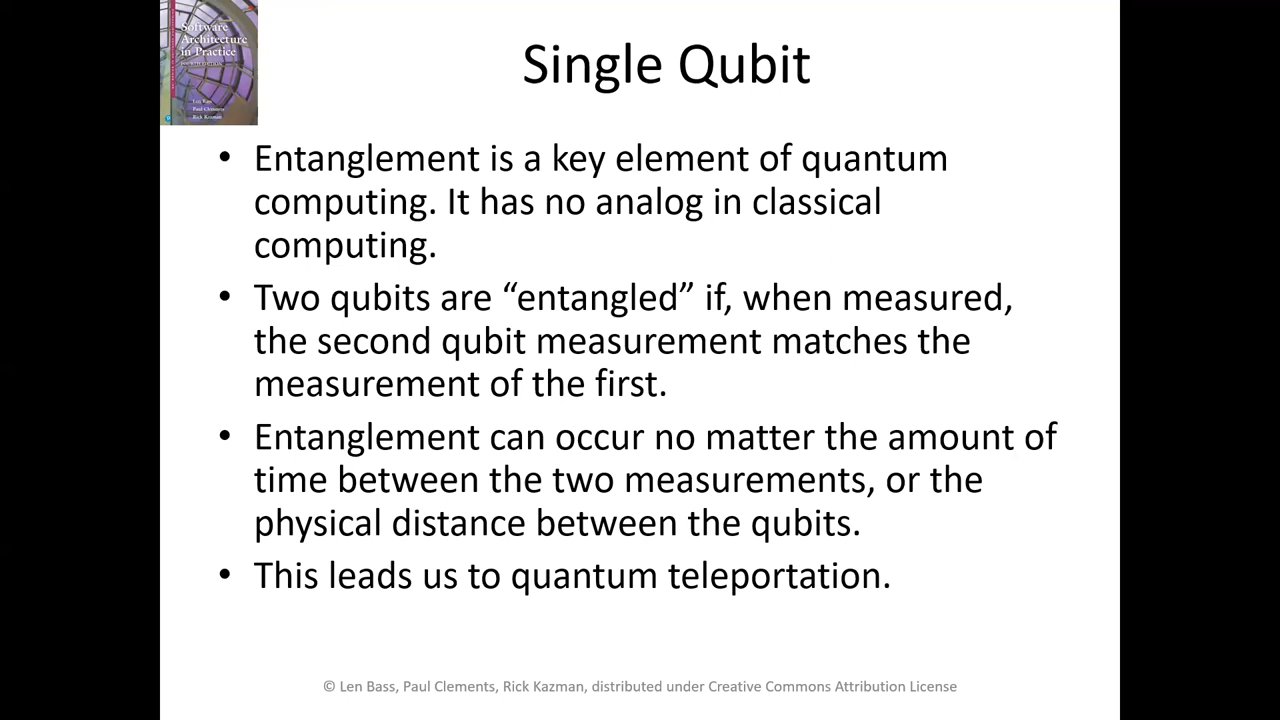 Software
Architecture
in Practice
FOURTH EDITION
Len Bass
Paul Clements
Rick Kazman
Single Qubit
• Entanglement is a key element of quantum
computing. It has no analog in classical
computing.
• Two qubits are “entangled” if, when measured,
the second qubit measurement matches the
measurement of the first.
• Entanglement can occur no matter the amount of
time between the two measurements, or the
physical distance between the qubits.
• This leads us to quantum teleportation.
© Len Bass, Paul Clements, Rick Kazman, distributed under Creative Commons Attribution License